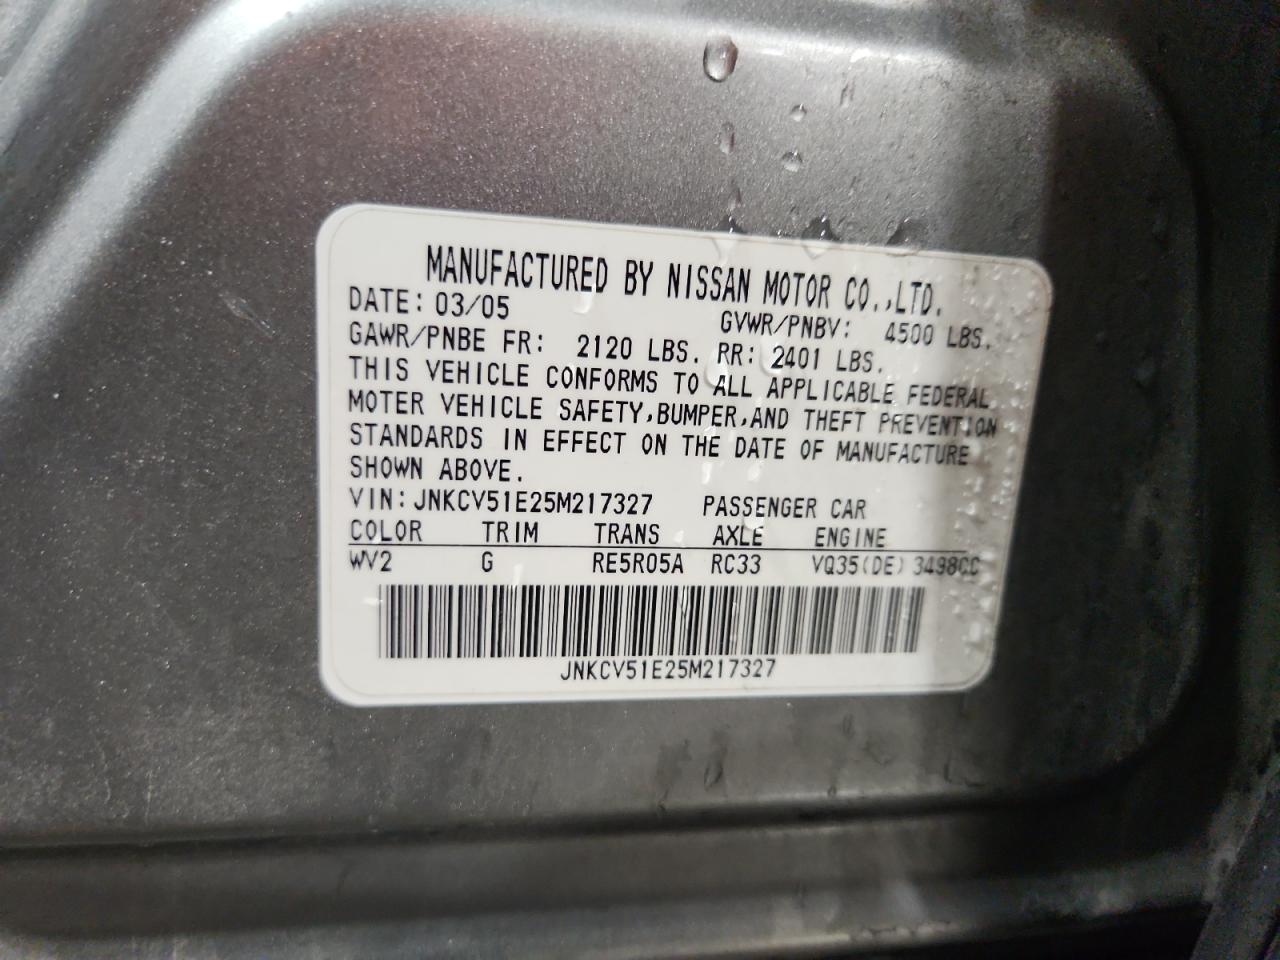 MANUFACTURED BY NISSAN MOTOR CO.,LTD.
DATE: 03/05 GVWR/PNBV: 4500 LBS.
GAWR/PNBE FR: 2120 LBS. RR: 2401 LBS.
THIS VEHICLE CONFORMS TO ALL APPLICABLE FEDERAL
MOTER VEHICLE SAFETY,BUMPER,AND THEFT PREVENTION
STANDARDS IN EFFECT ON THE DATE OF MANUFACTURE
SHOWN ABOVE.
VIN:JNKCV51E25M217327 PASSENGER CAR
COLOR TRIM TRANS AXLE ENGINE
WV2 G RE5R05A RC33 VQ35(DE) 3498CC
JNKCV51E25M217327